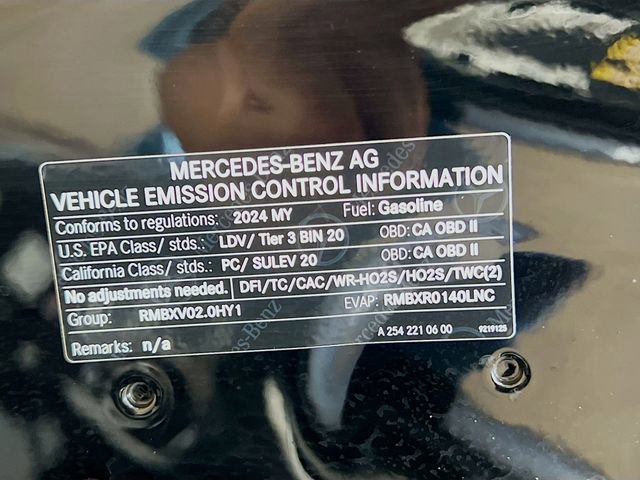 MERCEDES-BENZ AG
VEHICLE EMISSION CONTROL INFORMATION
Conforms to regulations: 2024 MY Fuel: Gasoline
U.S. EPA Class/ stds.: LDV/ Tier 3 BIN 20 OBD: CA OBD II
California Class/ stds.: PC/ SULEV 20 OBD: CA OBD II
No adjustments needed. DFI/TC/CAC/WR-HO2S/HO2S/TWC(2)
Group: RMBXV02.0HY1 EVAP: RMBXR0140LNC
Remarks: n/a A 254 221 06 00 9219125